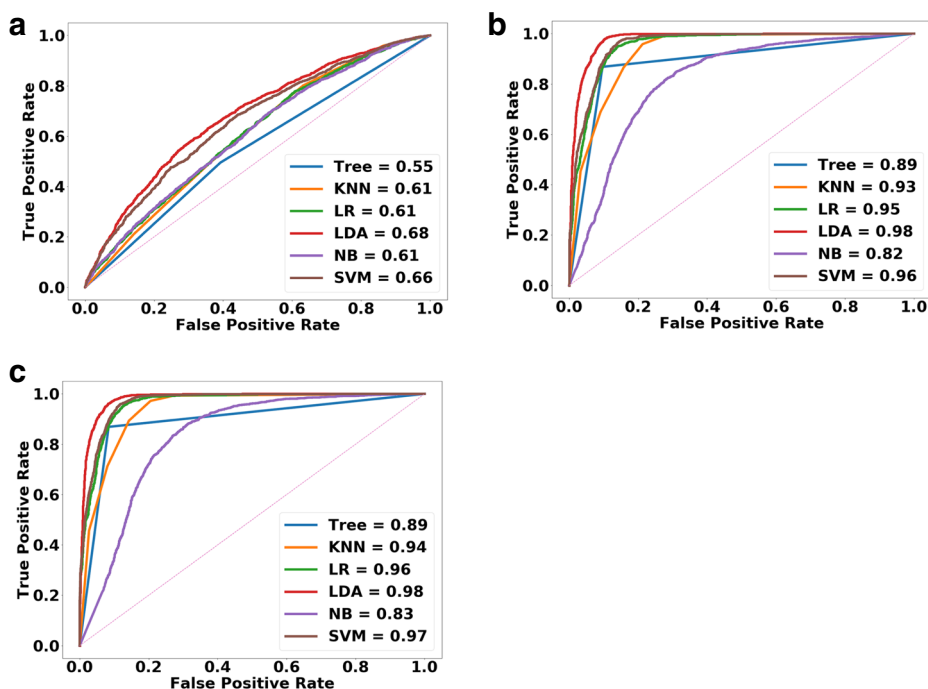 a
1.0
0.8
0.6
0.4
0.2
0.0
True Positive Rate
Tree = 0.55
KNN = 0.61
LR = 0.61
LDA = 0.68
NB = 0.61
SVM = 0.66
0.0 0.2 0.4 0.6 0.8 1.0
False Positive Rate
b
1.0
0.8
0.6
0.4
0.2
0.0
True Positive Rate
Tree = 0.89
KNN = 0.93
LR = 0.95
LDA = 0.98
NB = 0.82
SVM = 0.96
0.0 0.2 0.4 0.6 0.8 1.0
False Positive Rate
c
1.0
0.8
0.6
0.4
0.2
0.0
True Positive Rate
Tree = 0.89
KNN = 0.94
LR = 0.96
LDA = 0.98
NB = 0.83
SVM = 0.97
0.0 0.2 0.4 0.6 0.8 1.0
False Positive Rate